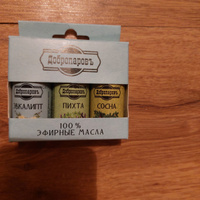 Добропаровъ
Добропаровъ Добропаровъ Добропаровъ
ЭВКАЛИПТ ПИХТА СОСНА
100%
ЭФИРНЫЕ МАСЛА